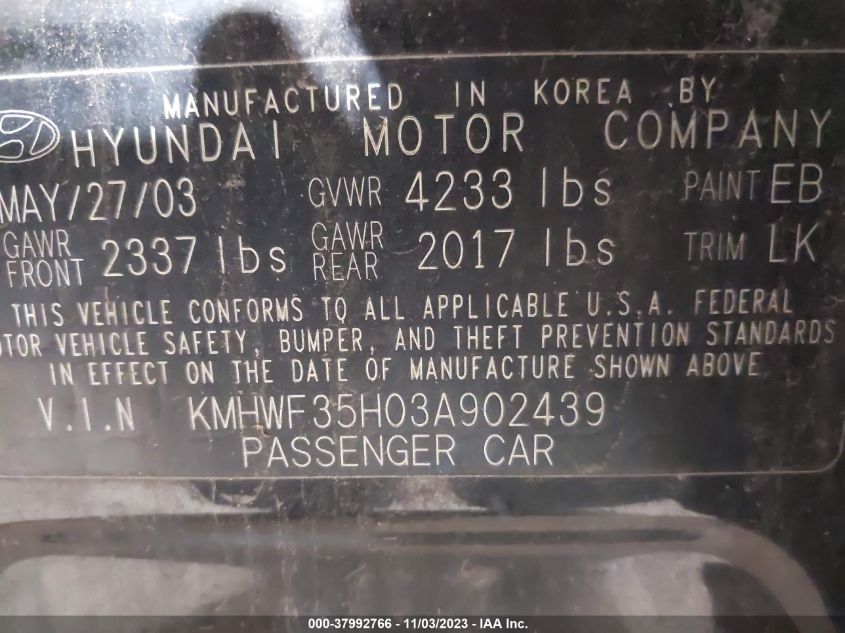 MANUFACTURED IN KOREA BY
HYUNDAI MOTOR COMPANY
MAY/27/03 GVWR 4233 lbs PAINT EB
GAWR FRONT 2337 lbs GAWR REAR 2017 lbs TRIM LK
THIS VEHICLE CONFORMS TO ALL APPLICABLE U.S.A. FEDERAL
OTOR VEHICLE SAFETY, BUMPER, AND THEFT PREVENTION STANDARDS
IN EFFECT ON THE DATE OF MANUFACTURE SHOWN ABOVE
V.I.N KMHWF35H03A902439
PASSENGER CAR
000-37992766 - 11/03/2023 - IAA Inc.